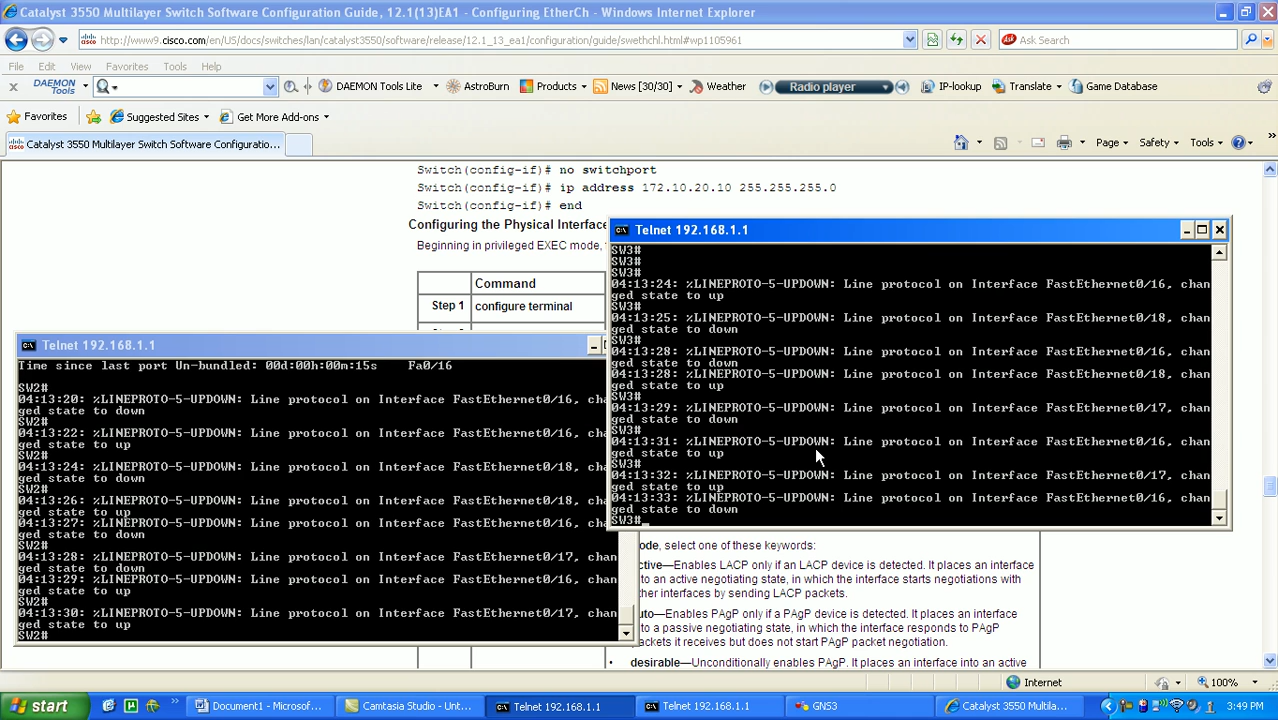 Catalyst 3550 Multilayer Switch Software Configuration Guide, 12.1(13)EA1 - Configuring EtherCh - Windows Internet Explorer
http://www9.cisco.com/en/US/docs/switches/lan/catalyst3550/software/release/12.1_13_ea1/configuration/guide/swethchl.html#wp1105961
Ask Search
File Edit View Favorites Tools Help
DAEMON Tools
DAEMON Tools Lite AstroBurn Products News [30/30] Weather Radio player IP-lookup Translate Game Database
Favorites Suggested Sites Get More Add-ons
Catalyst 3550 Multilayer Switch Software Configuratio...
Page Safety Tools
Switch(config-if)# no switchport
Switch(config-if)# ip address 172.10.20.10 255.255.255.0
Switch(config-if)# end
Configuring the Physical Interface
Beginning in privileged EXEC mode,
Command
Step 1 configure terminal
Telnet 192.168.1.1
SW3#
SW3#
SW3#
04:13:24: %LINEPROTO-5-UPDOWN: Line protocol on Interface FastEthernet0/16, chan
ged state to up
SW3#
04:13:25: %LINEPROTO-5-UPDOWN: Line protocol on Interface FastEthernet0/18, chan
ged state to down
SW3#
04:13:28: %LINEPROTO-5-UPDOWN: Line protocol on Interface FastEthernet0/16, chan
ged state to down
04:13:28: %LINEPROTO-5-UPDOWN: Line protocol on Interface FastEthernet0/18, chan
ged state to up
SW3#
04:13:29: %LINEPROTO-5-UPDOWN: Line protocol on Interface FastEthernet0/17, chan
ged state to down
SW3#
04:13:31: %LINEPROTO-5-UPDOWN: Line protocol on Interface FastEthernet0/16, chan
ged state to up
SW3#
04:13:32: %LINEPROTO-5-UPDOWN: Line protocol on Interface FastEthernet0/17, chan
ged state to up
04:13:33: %LINEPROTO-5-UPDOWN: Line protocol on Interface FastEthernet0/16, chan
ged state to down
SW3#
Telnet 192.168.1.1
Time since last port Un-bundled: 00d:00h:00m:15s Fa0/16
SW2#
04:13:20: %LINEPROTO-5-UPDOWN: Line protocol on Interface FastEthernet0/16, cha
ged state to down
SW2#
04:13:22: %LINEPROTO-5-UPDOWN: Line protocol on Interface FastEthernet0/16, cha
ged state to up
SW2#
04:13:24: %LINEPROTO-5-UPDOWN: Line protocol on Interface FastEthernet0/18, cha
ged state to down
SW2#
04:13:26: %LINEPROTO-5-UPDOWN: Line protocol on Interface FastEthernet0/18, cha
ged state to up
04:13:27: %LINEPROTO-5-UPDOWN: Line protocol on Interface FastEthernet0/16, cha
ged state to down
SW2#
04:13:28: %LINEPROTO-5-UPDOWN: Line protocol on Interface FastEthernet0/17, chan
ged state to down
04:13:29: %LINEPROTO-5-UPDOWN: Line protocol on Interface FastEthernet0/16, chan
ged state to up
SW2#
04:13:30: %LINEPROTO-5-UPDOWN: Line protocol on Interface FastEthernet0/17, chan
ged state to up
SW2#
ode, select one of these keywords:
ctive—Enables LACP only if an LACP device is detected. It places an interface
to an active negotiating state, in which the interface starts negotiations with
her interfaces by sending LACP packets.
uto—Enables PAgP only if a PAgP device is detected. It places an interface
to a passive negotiating state, in which the interface responds to PAgP
ackets it receives but does not start PAgP packet negotiation.
• desirable—Unconditionally enables PAgP. It places an interface into an active
Internet 100%
start Document1 - Microsof... Camtasia Studio - Unt... Telnet 192.168.1.1 Telnet 192.168.1.1 GNS3 Catalyst 3550 Multila... 3:49 PM